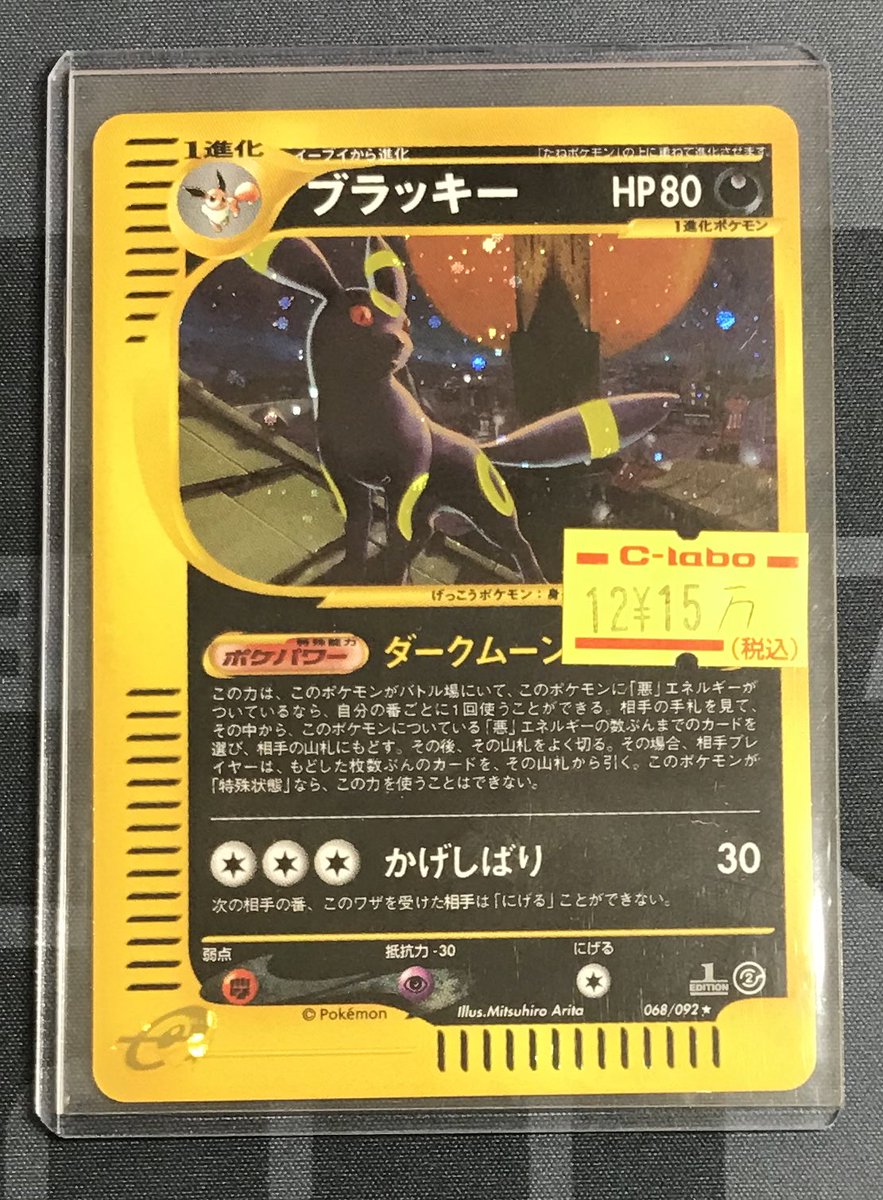 1進化 イーブイから進化 「たねポケモン」の上に重ねて進化させます。
ブラッキー HP80
1進化ポケモン
C-labo
12¥15万
(税込)
げっこうポケモン：身
特殊能力
ポケパワー ダークムーン
この力は、このポケモンがバトル場にいて、このポケモンに「悪」エネルギーが
ついているなら、自分の番ごとに1回使うことができる。相手の手札を見て、
その中から、このポケモンについている「悪」エネルギーの数ぶんまでのカードを
選び、相手の山札にもどす。その後、その山札をよく切る。その場合、相手プレ
イヤーは、もどした枚数ぶんのカードを、その山札から引く。このポケモンが
「特殊状態」なら、この力を使うことはできない。
かげしばり 30
次の相手の番、このワザを受けた相手は「にげる」ことができない。
弱点 抵抗力-30 にげる
1 EDITION 2
© Pokémon Illus.Mitsuhiro Arita 068/092★